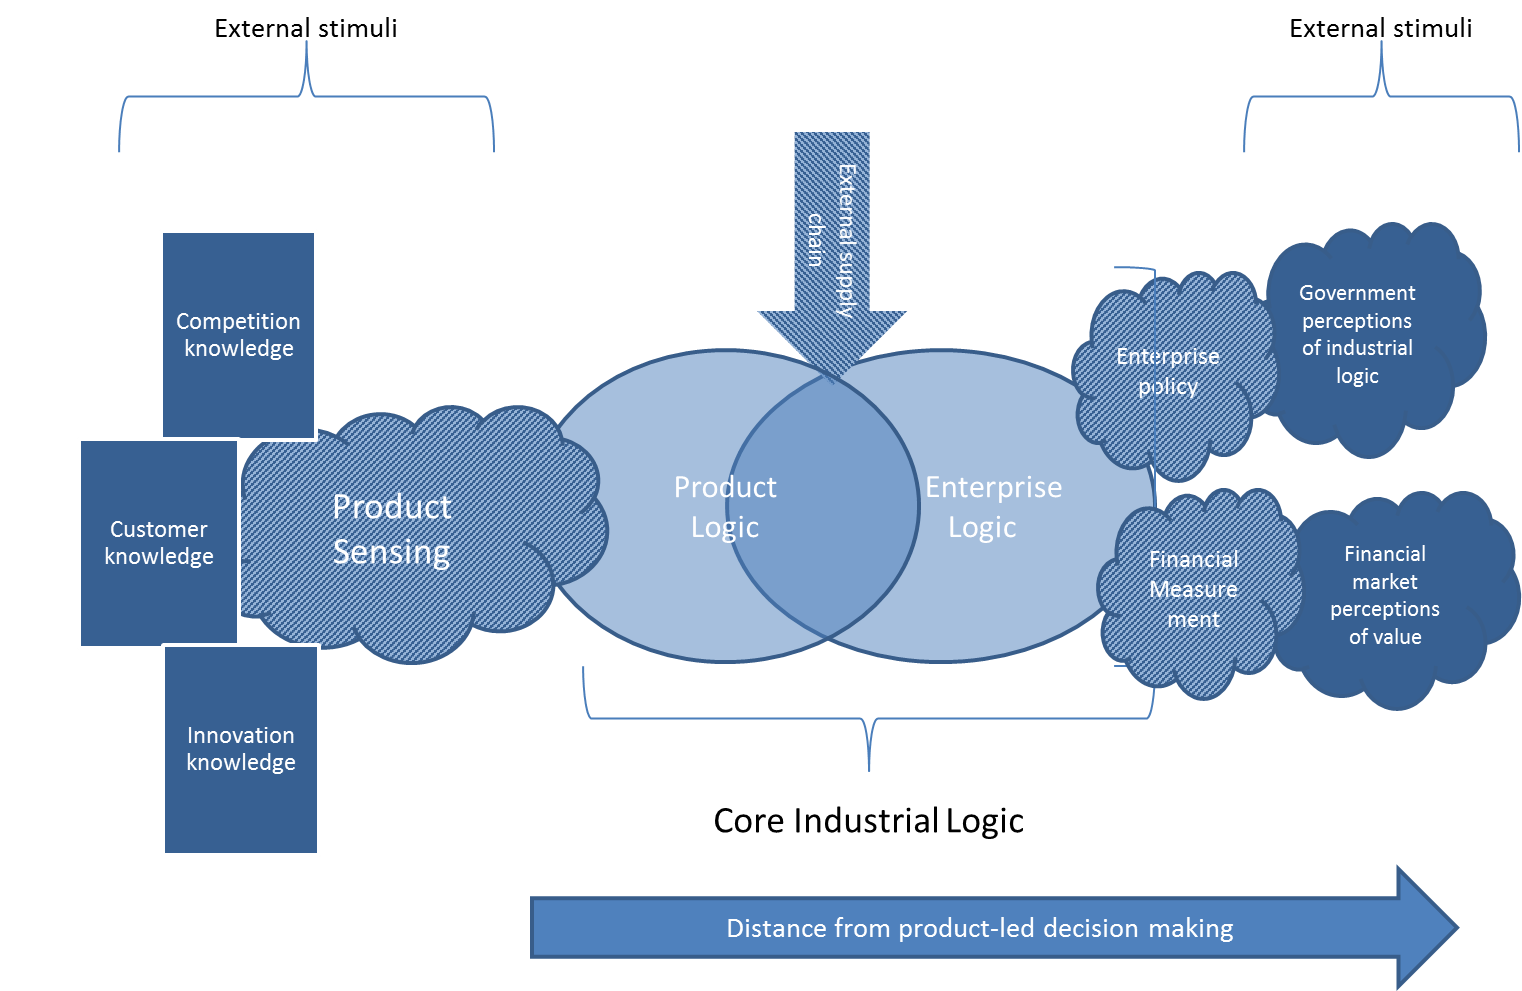 External stimuli
External stimuli
External supply
chain
Competition
knowledge
Government
perceptions
of industrial
logic
Enterprise
policy
Customer
knowledge
Product
Sensing
Product
Logic
Enterprise
Logic
Financial
Measure
ment
Financial
market
perceptions
of value
Innovation
knowledge
Core Industrial Logic
Distance from product-led decision making